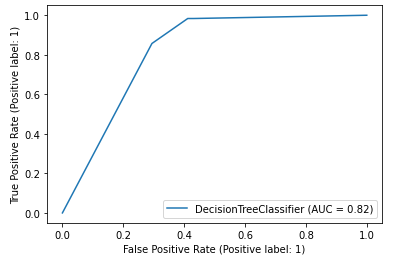 1.0
0.8
0.6
0.4
0.2
0.0
True Positive Rate (Positive label: 1)
DecisionTreeClassifier (AUC = 0.82)
0.0 0.2 0.4 0.6 0.8 1.0
False Positive Rate (Positive label: 1)